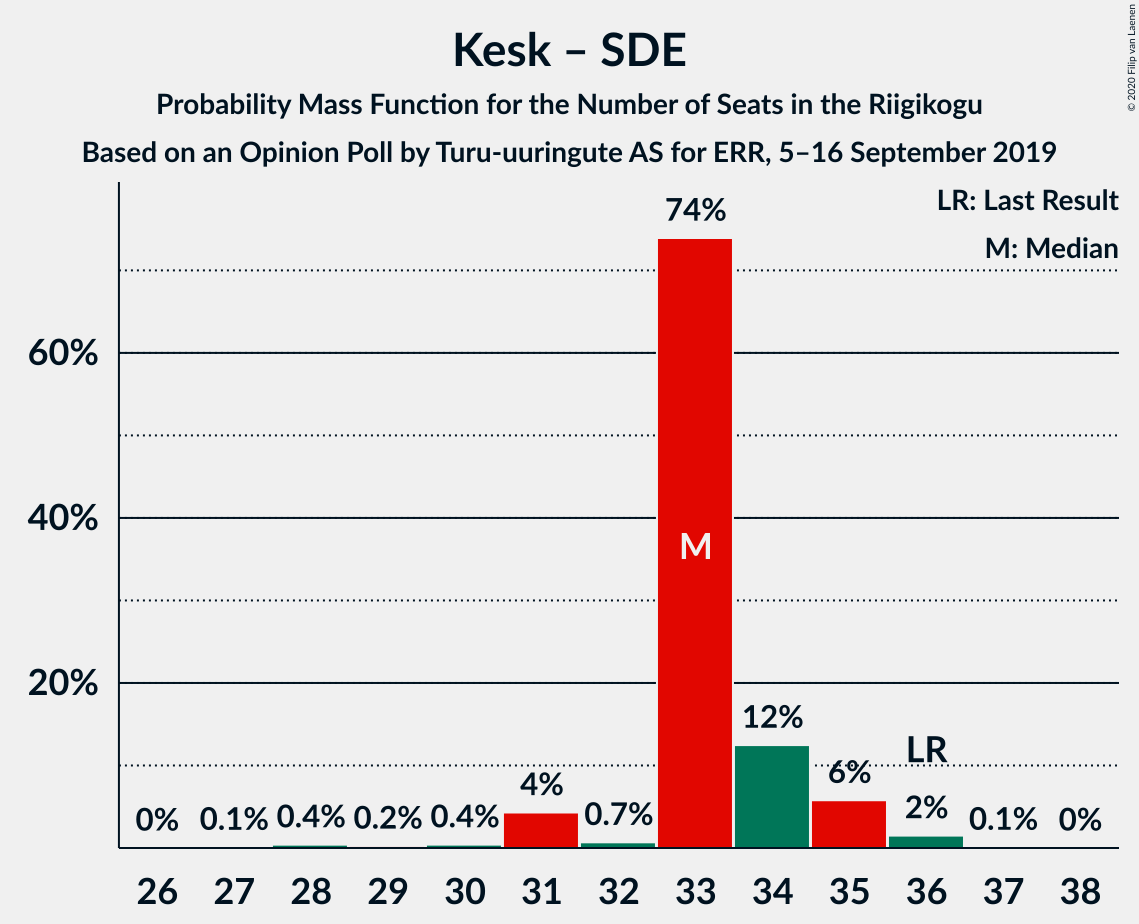 Kesk – SDE
Probability Mass Function for the Number of Seats in the Riigikogu
Based on an Opinion Poll by Turu-uuringute AS for ERR, 5–16 September 2019
© 2020 Filip van Laenen
LR: Last Result
M: Median
60%
40%
20%
0%
0.1%
0.4%
0.2%
0.4%
4%
0.7%
74%
M
12%
6%
LR
2%
0.1%
0%
26 27 28 29 30 31 32 33 34 35 36 37 38